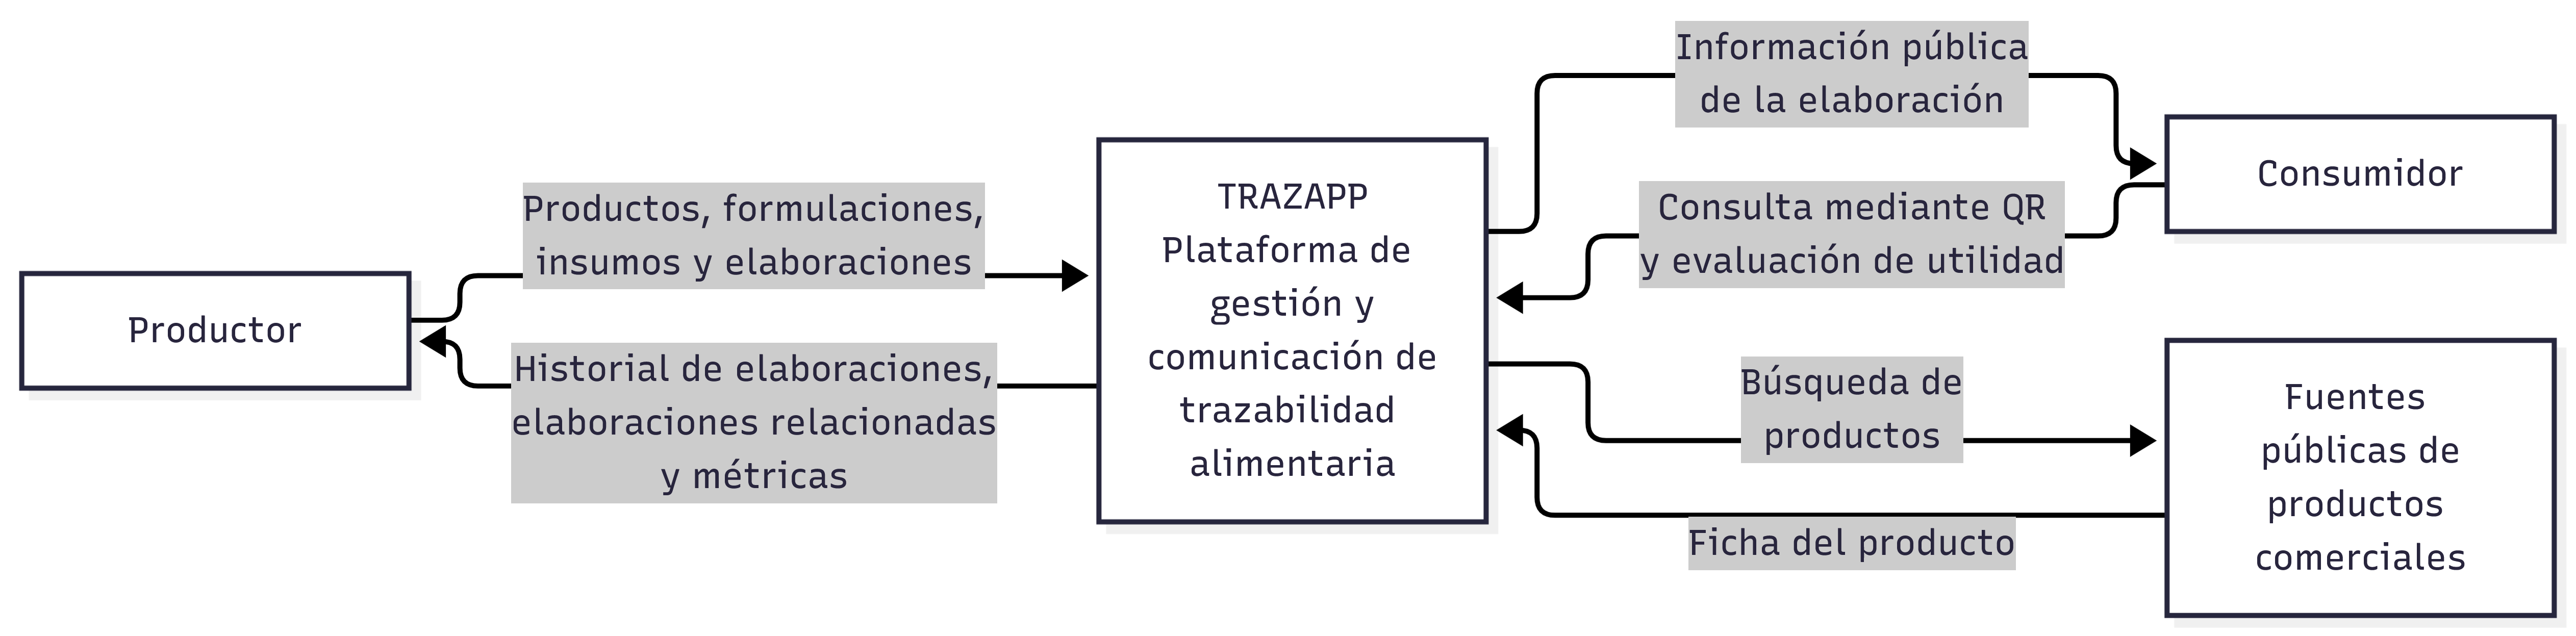 Productor
Productos, formulaciones,
insumos y elaboraciones
Historial de elaboraciones,
elaboraciones relacionadas
y métricas
TRAZAPP
Plataforma de
gestión y
comunicación de
trazabilidad
alimentaria
Información pública
de la elaboración
Consulta mediante QR
y evaluación de utilidad
Búsqueda de
productos
Ficha del producto
Consumidor
Fuentes
públicas de
productos
comerciales